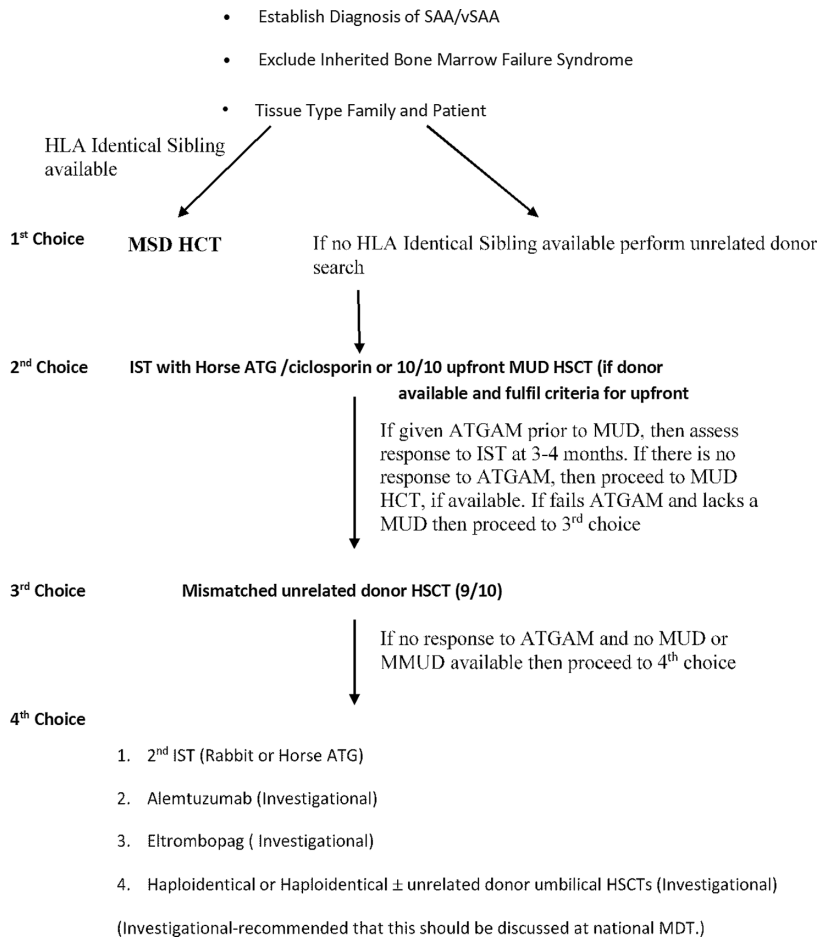 • Establish Diagnosis of SAA/vSAA
• Exclude Inherited Bone Marrow Failure Syndrome
• Tissue Type Family and Patient
HLA Identical Sibling
available
1st Choice
MSD HCT
If no HLA Identical Sibling available perform unrelated donor
search
2nd Choice
IST with Horse ATG /ciclosporin or 10/10 upfront MUD HSCT (if donor
available and fulfil criteria for upfront
If given ATGAM prior to MUD, then assess
response to IST at 3-4 months. If there is no
response to ATGAM, then proceed to MUD
HCT, if available. If fails ATGAM and lacks a
MUD then proceed to 3rd choice
3rd Choice
Mismatched unrelated donor HSCT (9/10)
If no response to ATGAM and no MUD or
MMUD available then proceed to 4th choice
4th Choice
1. 2nd IST (Rabbit or Horse ATG)
2. Alemtuzumab (Investigational)
3. Eltrombopag ( Investigational)
4. Haploidentical or Haploidentical ± unrelated donor umbilical HSCTs (Investigational)
(Investigational-recommended that this should be discussed at national MDT.)